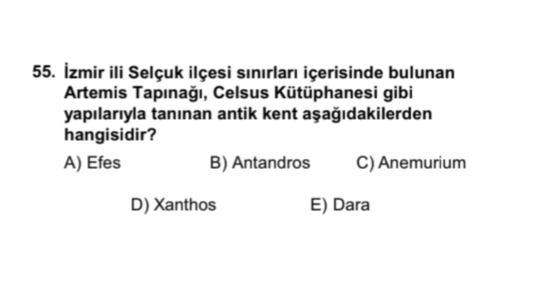 55. İzmir ili Selçuk ilçesi sınırları içerisinde bulunan
Artemis Tapınağı, Celsus Kütüphanesi gibi
yapılarıyla tanınan antik kent aşağıdakilerden
hangisidir?
A) Efes B) Antandros C) Anemurium
D) Xanthos E) Dara